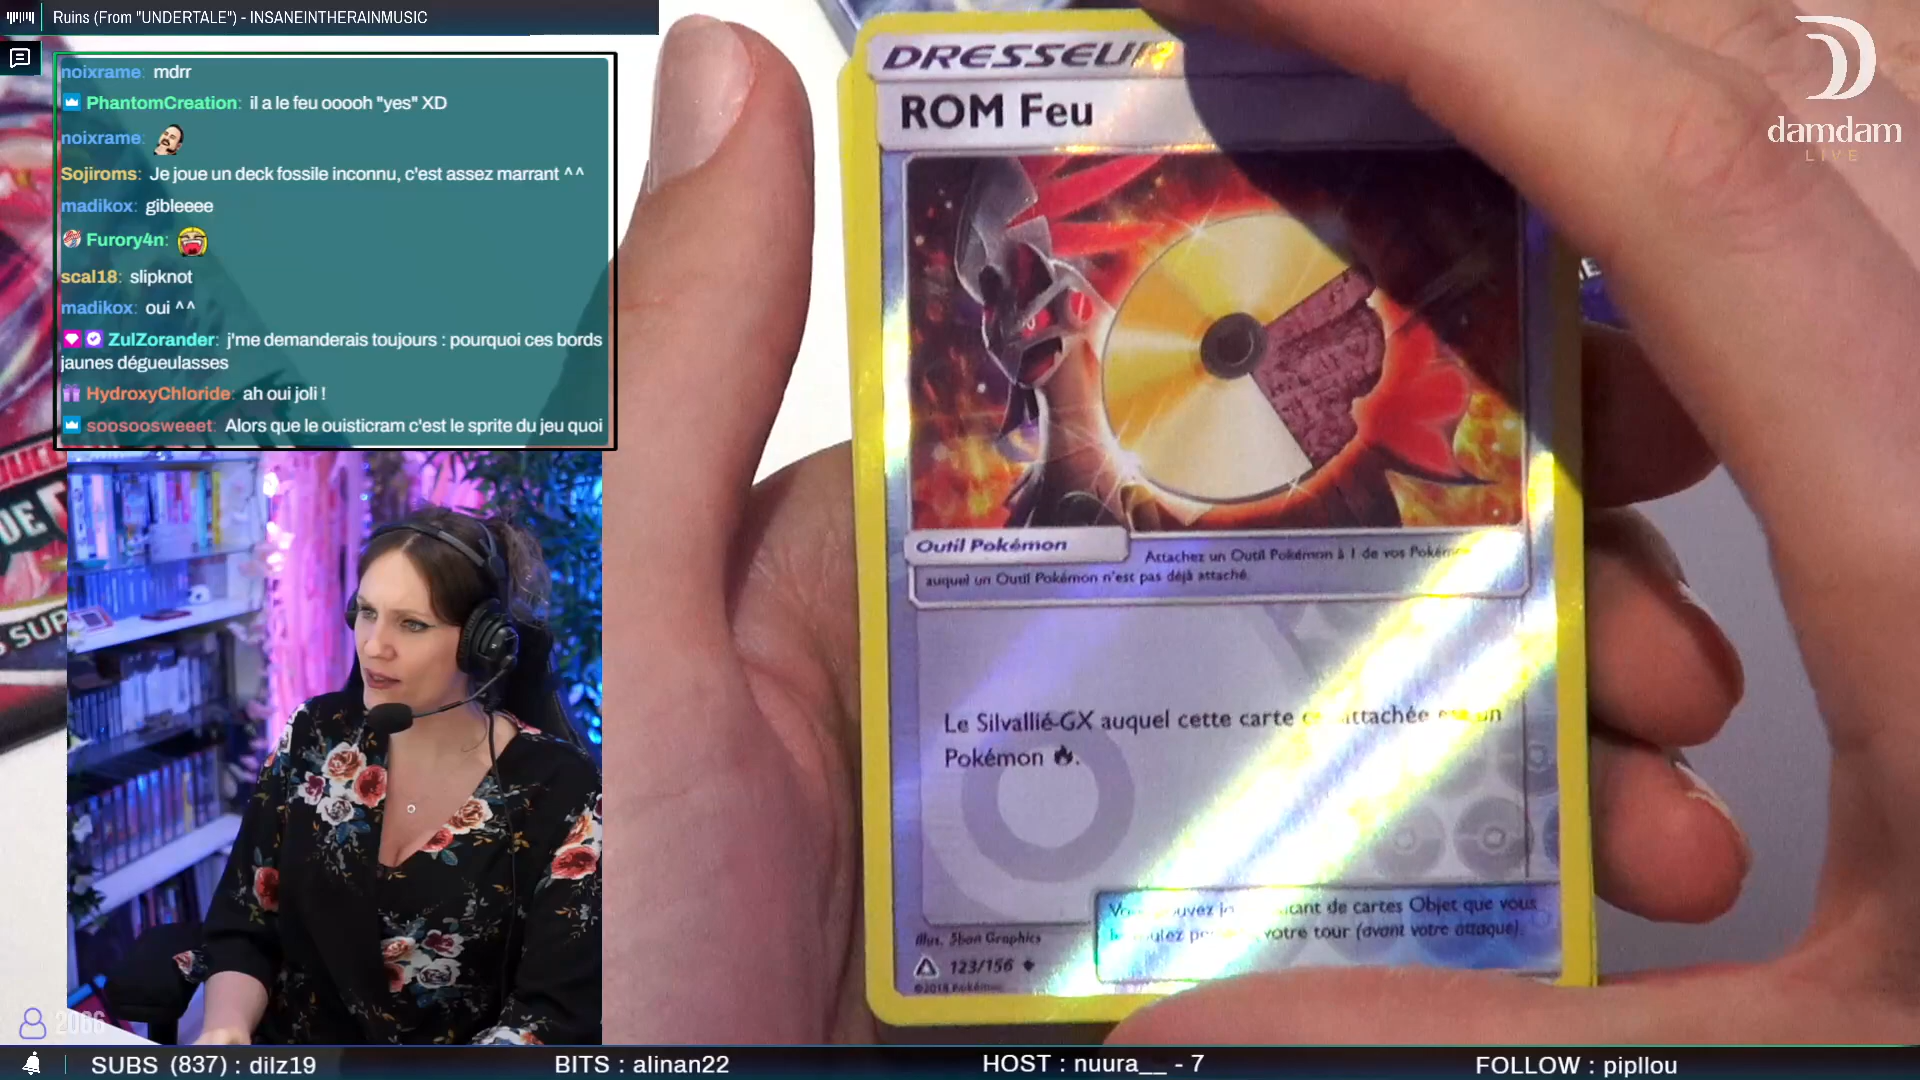 Ruins (From "UNDERTALE") - INSANEINTHERAINMUSIC
noixrame: mdrr
PhantomCreation: il a le feu ooooh "yes" XD
noixrame:
Sojiroms: Je joue un deck fossile inconnu, c'est assez marrant ^^
madikox: gibleeee
Furory4n:
scal18: slipknot
madikox: oui ^^
ZulZorander: j'me demanderais toujours : pourquoi ces bords
jaunes dégueulasses
HydroxyChloride: ah oui joli !
soosoosweeet: Alors que le ouisticram c'est le sprite du jeu quoi
DRESSEUR
ROM Feu
Outil Pokémon
Attachez un Outil Pokémon à 1 de vos
auquel un Outil Pokémon n'est pas déjà attaché.
Le Silvallié-GX auquel cette carte
Pokémon
de cartes Objet que vous
votre tour (avant votre attaque).
Illus. 5ban Graphics
123/156
©2018 Pokémon
damdam
LIVE
2066
SUBS (837) : dilz19
BITS : alinan22
HOST : nuura__ - 7
FOLLOW : pipllou